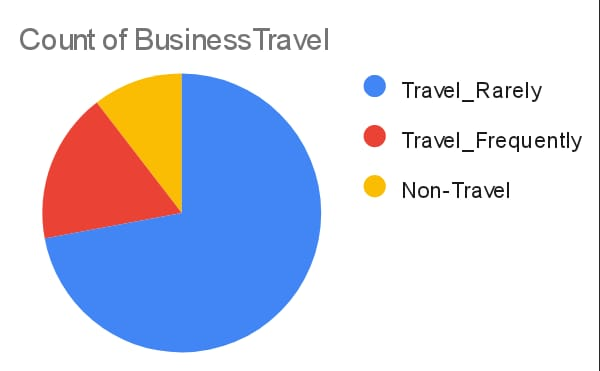 Count of BusinessTravel
Travel_Rarely
Travel_Frequently
Non-Travel